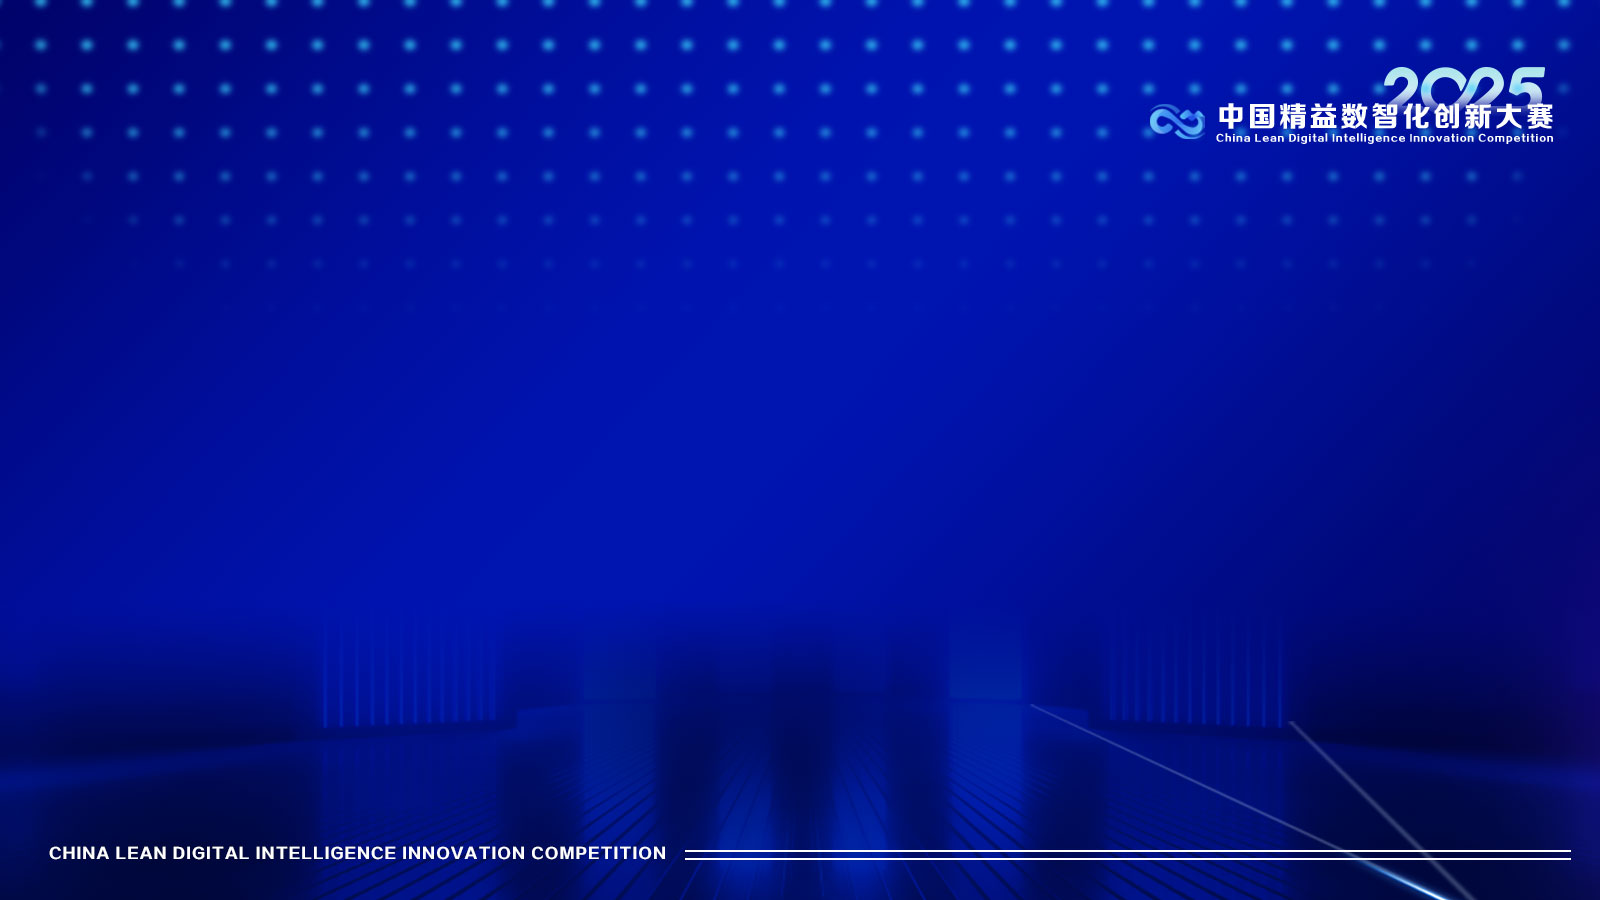 2025
中国精益数智化创新大赛
China Lean Digital Intelligence Innovation Competition
CHINA LEAN DIGITAL INTELLIGENCE INNOVATION COMPETITION